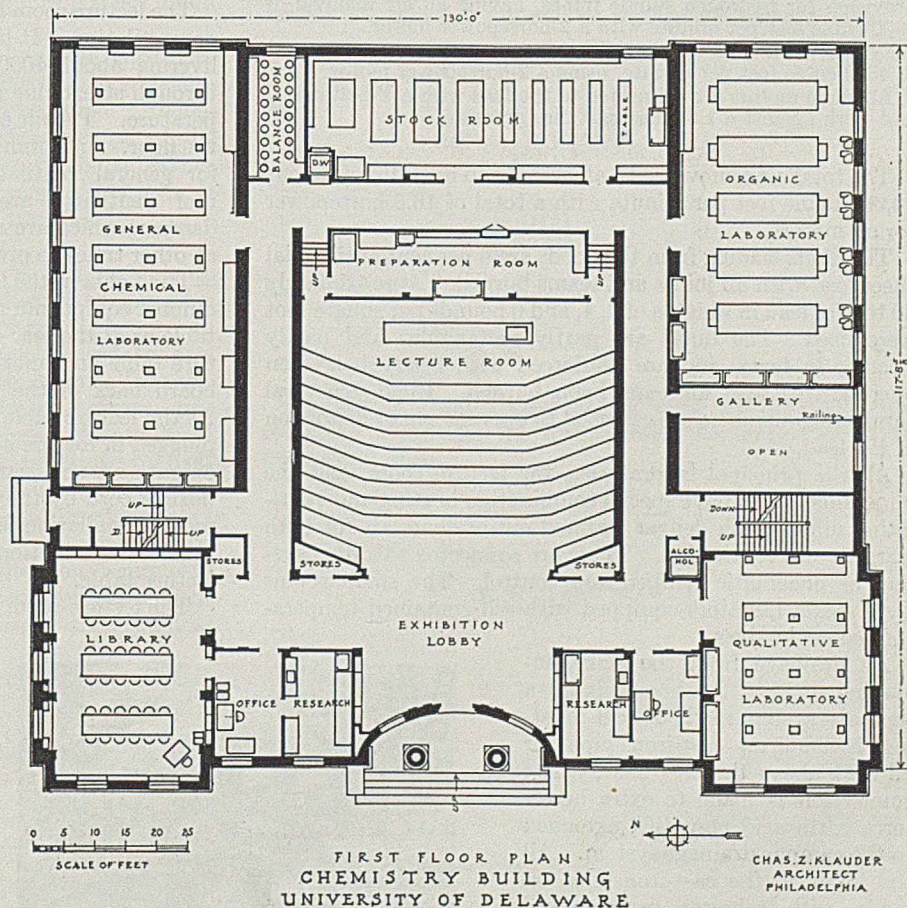 130'-0"
117'-8½"
BALANCE ROOM
DW
STOCK ROOM
TABLE
GENERAL
CHEMICAL
LABORATORY
ORGANIC
LABORATORY
S
PREPARATION ROOM
S
LECTURE ROOM
GALLERY
Railing
OPEN
UP
D
UP
DOWN
UP
STORES
STORES
STORES
ALCO-
HOL
LIBRARY
EXHIBITION
LOBBY
QUALITATIVE
LABORATORY
OFFICE
RESEARCH
RESEARCH
OFFICE
S
0 5 10 15 20 25
SCALE OF FEET
N
FIRST FLOOR PLAN
CHEMISTRY BUILDING
UNIVERSITY OF DELAWARE
CHAS. Z. KLAUDER
ARCHITECT
PHILADELPHIA